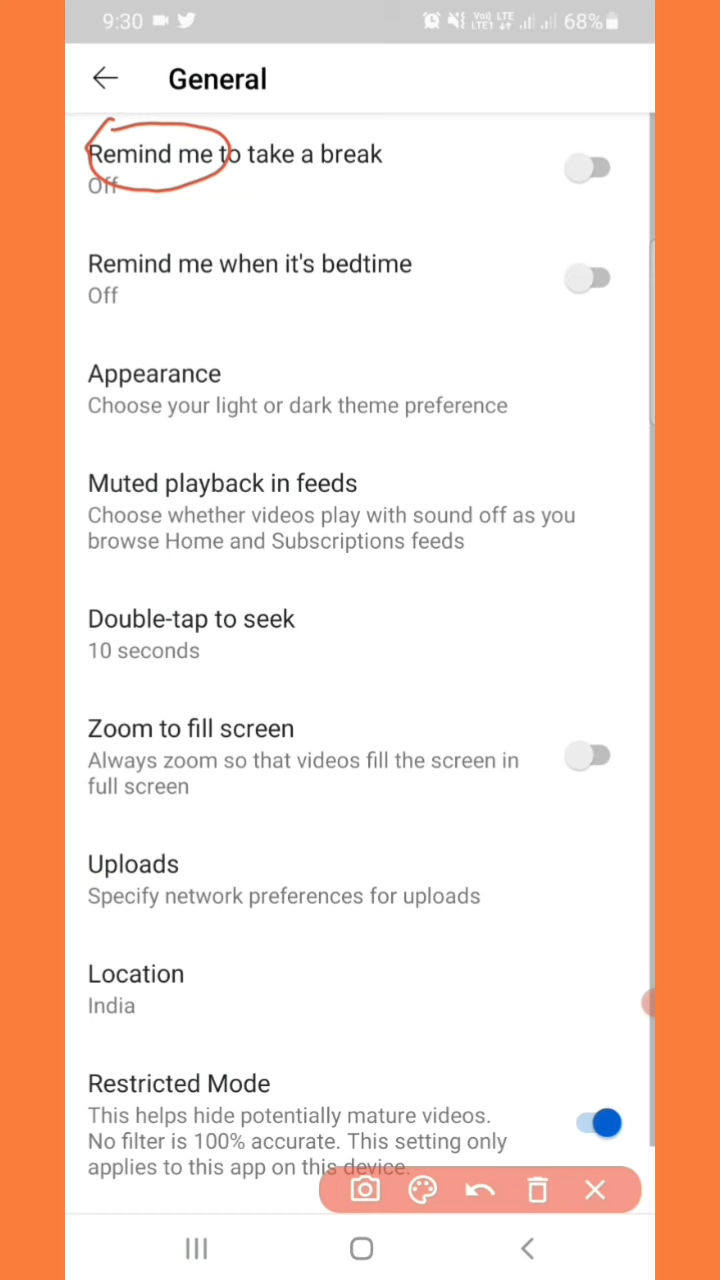 9:30 68%
General
Remind me to take a break
Off
Remind me when it's bedtime
Off
Appearance
Choose your light or dark theme preference
Muted playback in feeds
Choose whether videos play with sound off as you
browse Home and Subscriptions feeds
Double-tap to seek
10 seconds
Zoom to fill screen
Always zoom so that videos fill the screen in
full screen
Uploads
Specify network preferences for uploads
Location
India
Restricted Mode
This helps hide potentially mature videos.
No filter is 100% accurate. This setting only
applies to this app on this device.